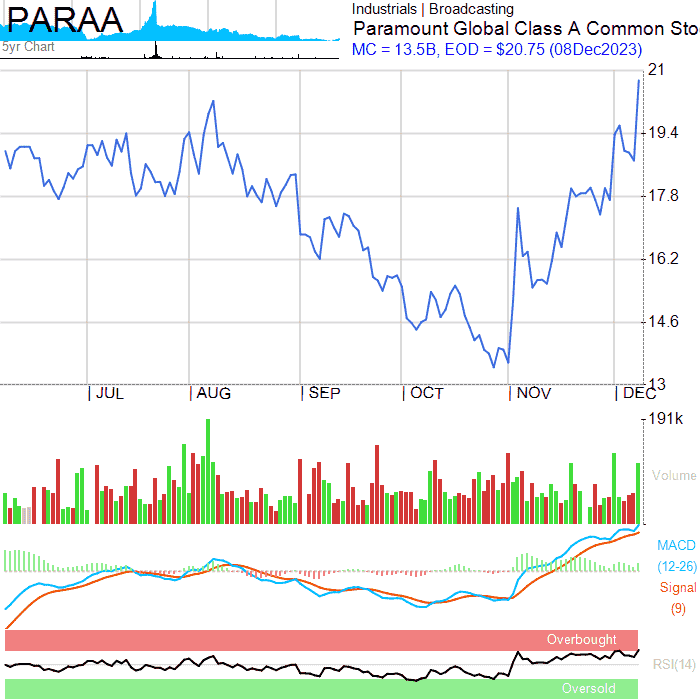 PARAA
5yr Chart
Industrials | Broadcasting
Paramount Global Class A Common Sto
MC = 13.5B, EOD = $20.75 (08Dec2023)
21
19.4
17.8
16.2
14.6
13
JUL AUG SEP OCT NOV DEC
191k
Volume
MACD
(12-26)
Signal
(9)
Overbought
RSI(14)
Oversold